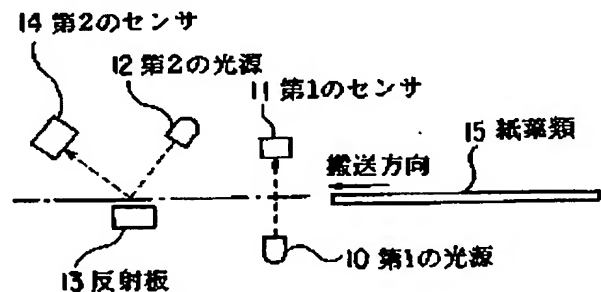 14 第2のセンサ
12 第2の光源
11 第1のセンサ
15 紙葉類
搬送方向
10 第1の光源
13 反射板